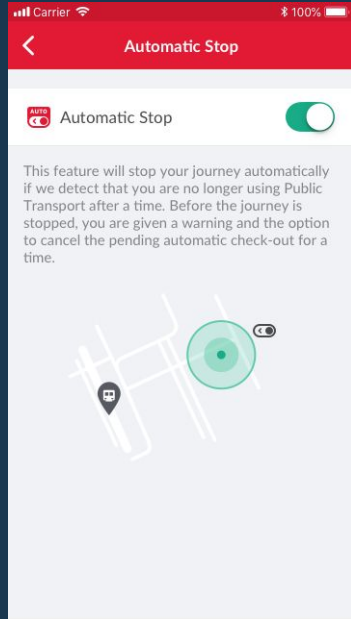 Carrier 100%
Automatic Stop
AUTO
Automatic Stop
This feature will stop your journey automatically
if we detect that you are no longer using Public
Transport after a time. Before the journey is
stopped, you are given a warning and the option
to cancel the pending automatic check-out for a
time.